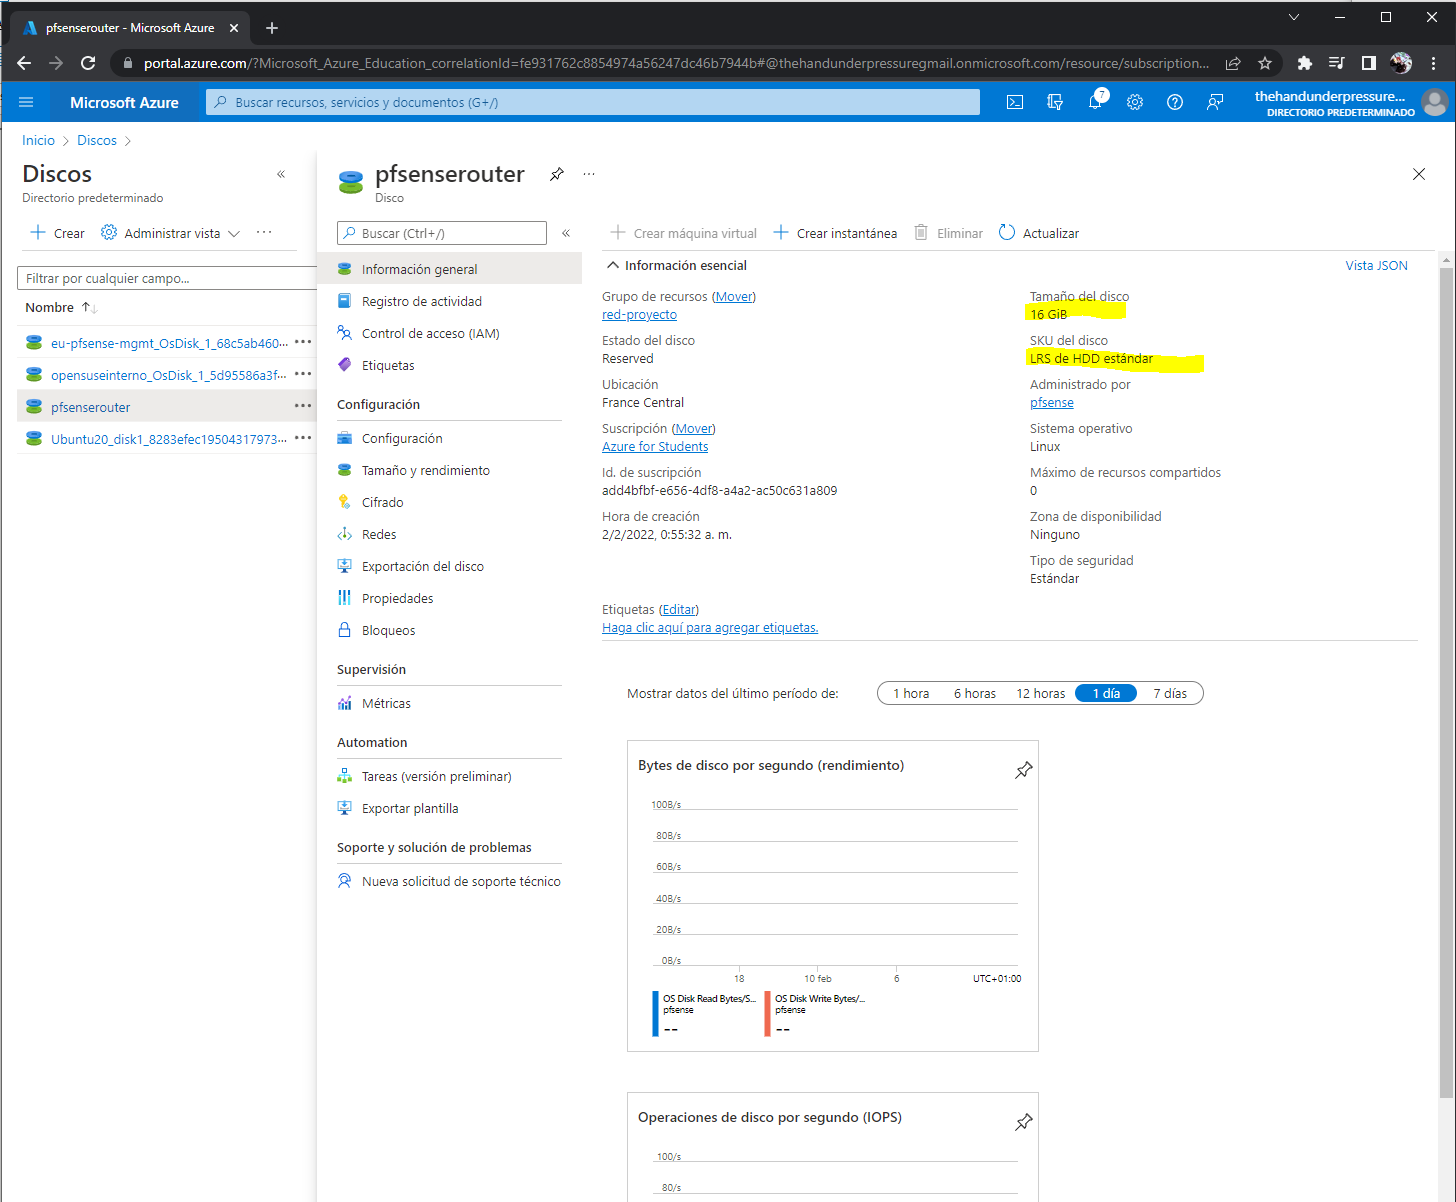 pfsenserouter - Microsoft Azure
portal.azure.com/?Microsoft_Azure_Education_correlationId=fe931762c8854974a56247dc46b7944b#@thehandunderpressuregmail.onmicrosoft.com/resource/subscription...
Microsoft Azure
Buscar recursos, servicios y documentos (G+/)
7
thehandunderpressure...
DIRECTORIO PREDETERMINADO
Inicio > Discos >
Discos
Directorio predeterminado
Crear
Administrar vista
Filtrar por cualquier campo...
Nombre
eu-pfsense-mgmt_OsDisk_1_68c5ab460...
opensuseinterno_OsDisk_1_5d95586a3f...
pfsenserouter
Ubuntu20_disk1_8283efec19504317973...
pfsenserouter
Disco
Buscar (Ctrl+/)
Información general
Registro de actividad
Control de acceso (IAM)
Etiquetas
Configuración
Configuración
Tamaño y rendimiento
Cifrado
Redes
Exportación del disco
Propiedades
Bloqueos
Supervisión
Métricas
Automation
Tareas (versión preliminar)
Exportar plantilla
Soporte y solución de problemas
Nueva solicitud de soporte técnico
Crear máquina virtual
Crear instantánea
Eliminar
Actualizar
Información esencial
Vista JSON
Grupo de recursos (Mover)
red-proyecto
Estado del disco
Reserved
Ubicación
France Central
Suscripción (Mover)
Azure for Students
Id. de suscripción
add4bfbf-e656-4df8-a4a2-ac50c631a809
Hora de creación
2/2/2022, 0:55:32 a. m.
Tamaño del disco
16 GiB
SKU del disco
LRS de HDD estándar
Administrado por
pfsense
Sistema operativo
Linux
Máximo de recursos compartidos
0
Zona de disponibilidad
Ninguno
Tipo de seguridad
Estándar
Etiquetas (Editar)
Haga clic aquí para agregar etiquetas.
Mostrar datos del último período de:
1 hora
6 horas
12 horas
1 día
7 días
Bytes de disco por segundo (rendimiento)
100B/s
80B/s
60B/s
40B/s
20B/s
0B/s
18
10 feb
6
UTC+01:00
OS Disk Read Bytes/S...
pfsense
--
OS Disk Write Bytes/...
pfsense
--
Operaciones de disco por segundo (IOPS)
100/s
80/s